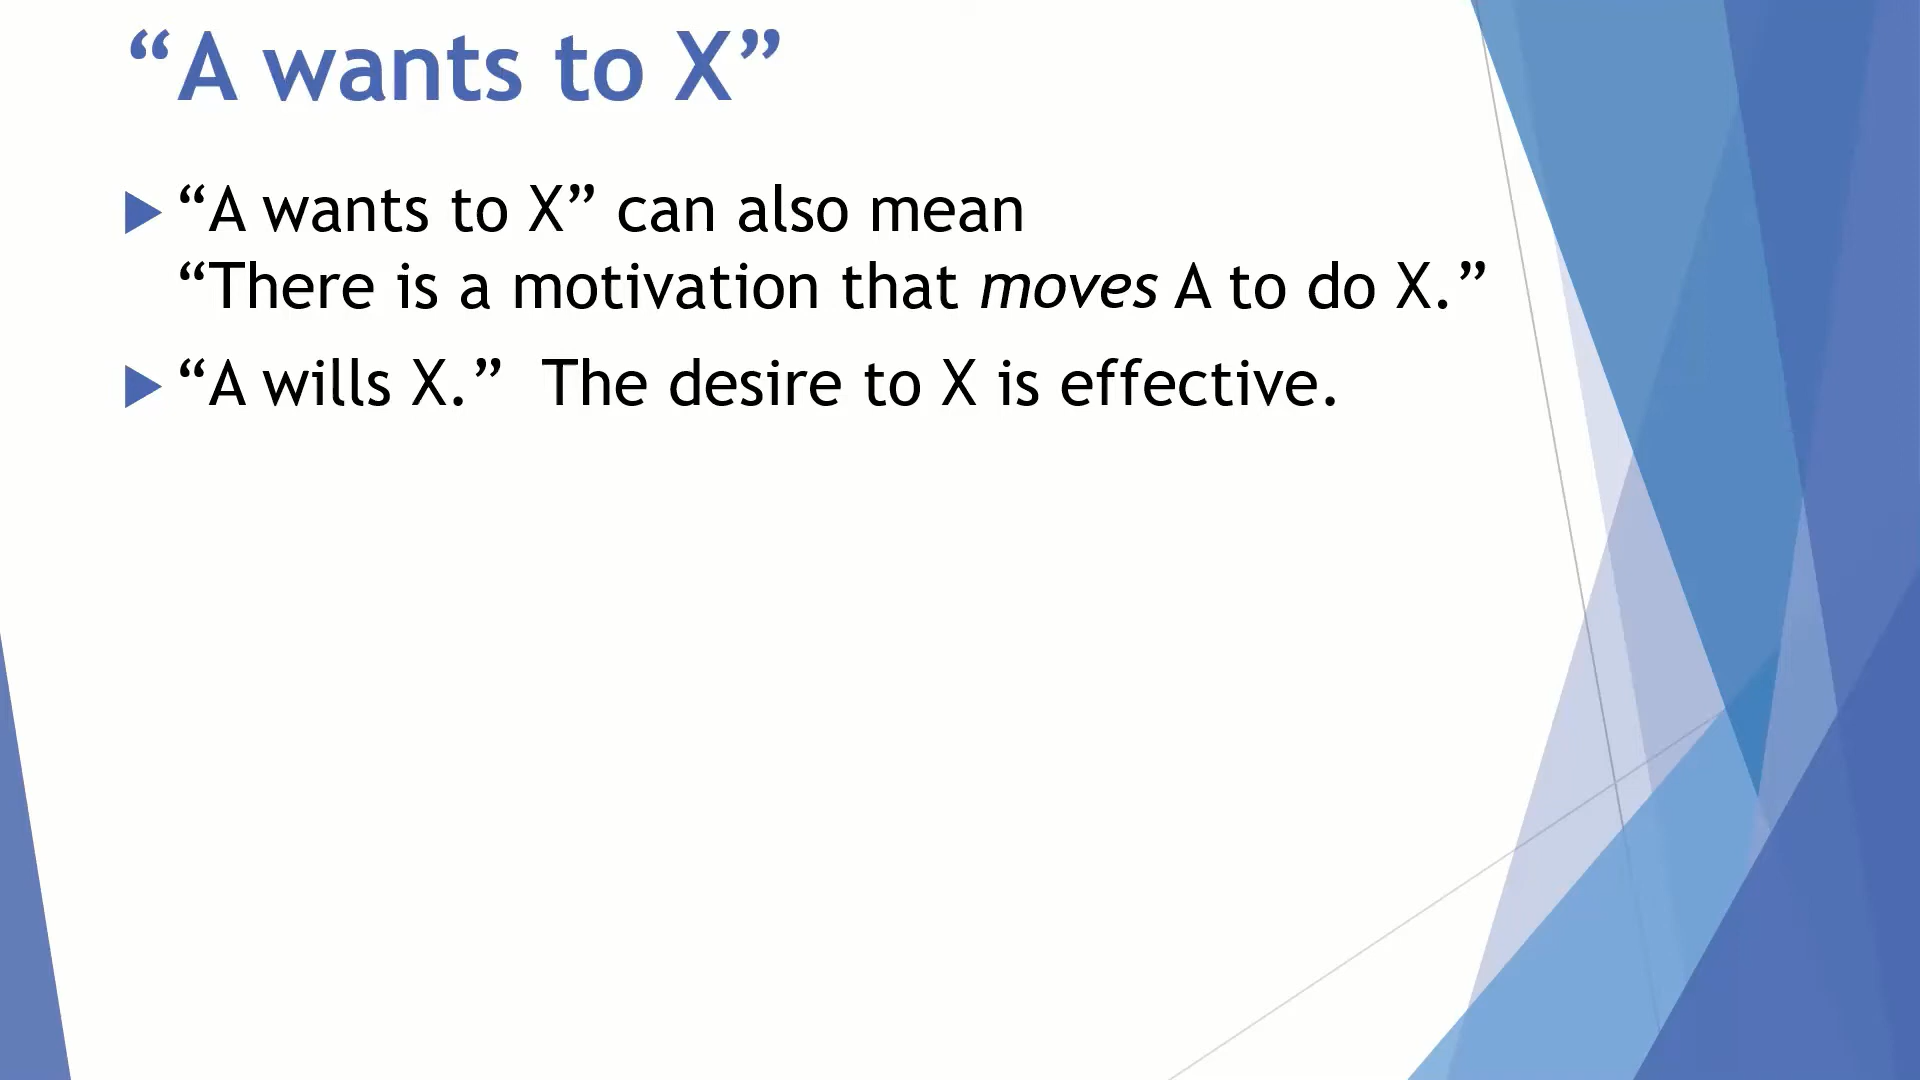 “A wants to X”
“A wants to X” can also mean
“There is a motivation that moves A to do X.”
“A wills X.”  The desire to X is effective.